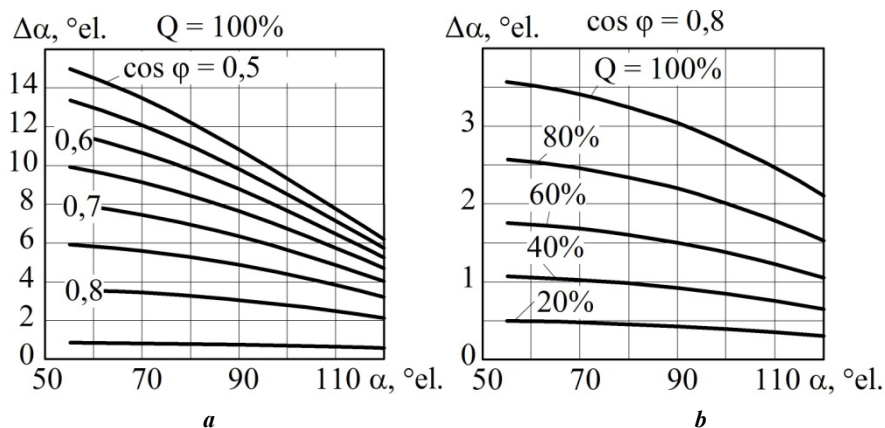 Δα, °el. Q = 100%
cos φ = 0,5
14
12
0,6
10
8
0,7
6
4
0,8
2
0
50 70 90 110 α, °el.
a
Δα, °el. cos φ = 0,8
Q = 100%
3
80%
2
60%
40%
1
20%
0
50 70 90 110 α, °el.
b